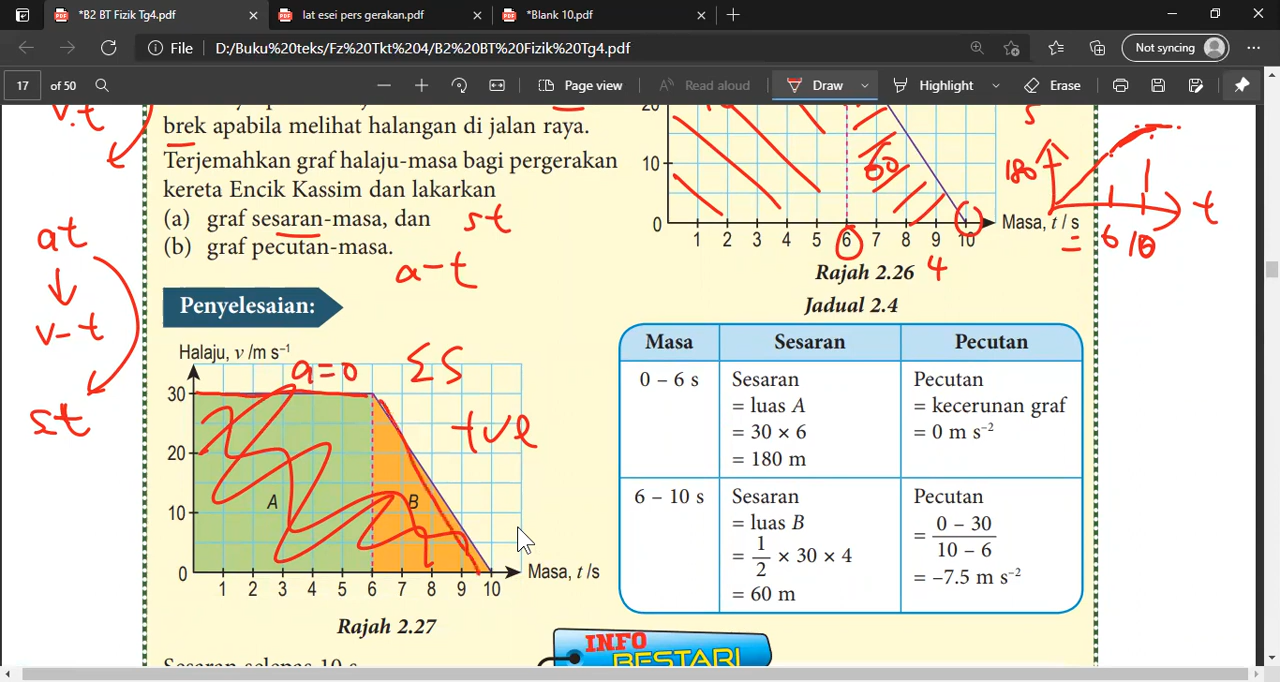 *B2 BT Fizik Tg4.pdf
lat esei pers gerakan.pdf
*Blank 10.pdf
File
D:/Buku%20teks/Fz%20Tkt%204/B2%20BT%20Fizik%20Tg4.pdf
Not syncing
17 of 50
Page view
Read aloud
Draw
Highlight
Erase
v.t
brek apabila melihat halangan di jalan raya.
Terjemahkan graf halaju-masa bagi pergerakan
kereta Encik Kassim dan lakarkan
(a) graf sesaran-masa, dan
st
(b) graf pecutan-masa.
a-t
at
v-t
st
20
10
0
60
1 2 3 4 5 6 7 8 9 10
Masa, t / s
0
4
Rajah 2.26
s
180
6 10
t
Penyelesaian:
Halaju, v /m s⁻¹
a=0
ΣS
+ve
30
20
10
0
A
B
1 2 3 4 5 6 7 8 9 10
Masa, t /s
Rajah 2.27
Jadual 2.4
Masa Sesaran Pecutan
0 – 6 s
Sesaran
= luas A
= 30 × 6
= 180 m
Pecutan
= kecerunan graf
= 0 m s⁻²
6 – 10 s
Sesaran
= luas B
= 1/2 × 30 × 4
= 60 m
Pecutan
= 0 – 30 / 10 – 6
= –7.5 m s⁻²
INFO
BESTARI
Sesaran selepas 10 s